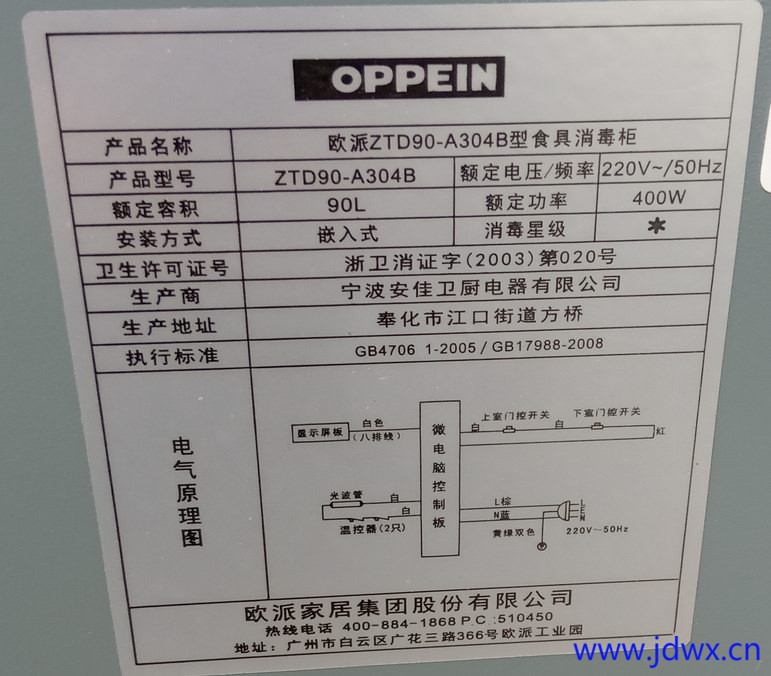 OPPEIN
产品名称 欧派ZTD90-A304B型食具消毒柜
产品型号 ZTD90-A304B 额定电压/频率 220V~/50Hz
额定容积 90L 额定功率 400W
安装方式 嵌入式 消毒星级 *
卫生许可证号 浙卫消证字(2003)第020号
生产商 宁波安佳卫厨电器有限公司
生产地址 奉化市江口街道方桥
执行标准 GB4706 1-2005/GB17988-2008
电气原理图
显示屏板 白色
(八排线)
微电脑控制板
白 上室门控开关 白 下室门控开关
红
光波管 白
白
温控器(2只)
L棕
N蓝
黄绿双色
L
E
N
220V~50Hz
欧派家居集团股份有限公司
热线电话 400-884-1868 P.C:510450
地址:广州市白云区广花三路366号欧派工业园
www.jdwx.cn